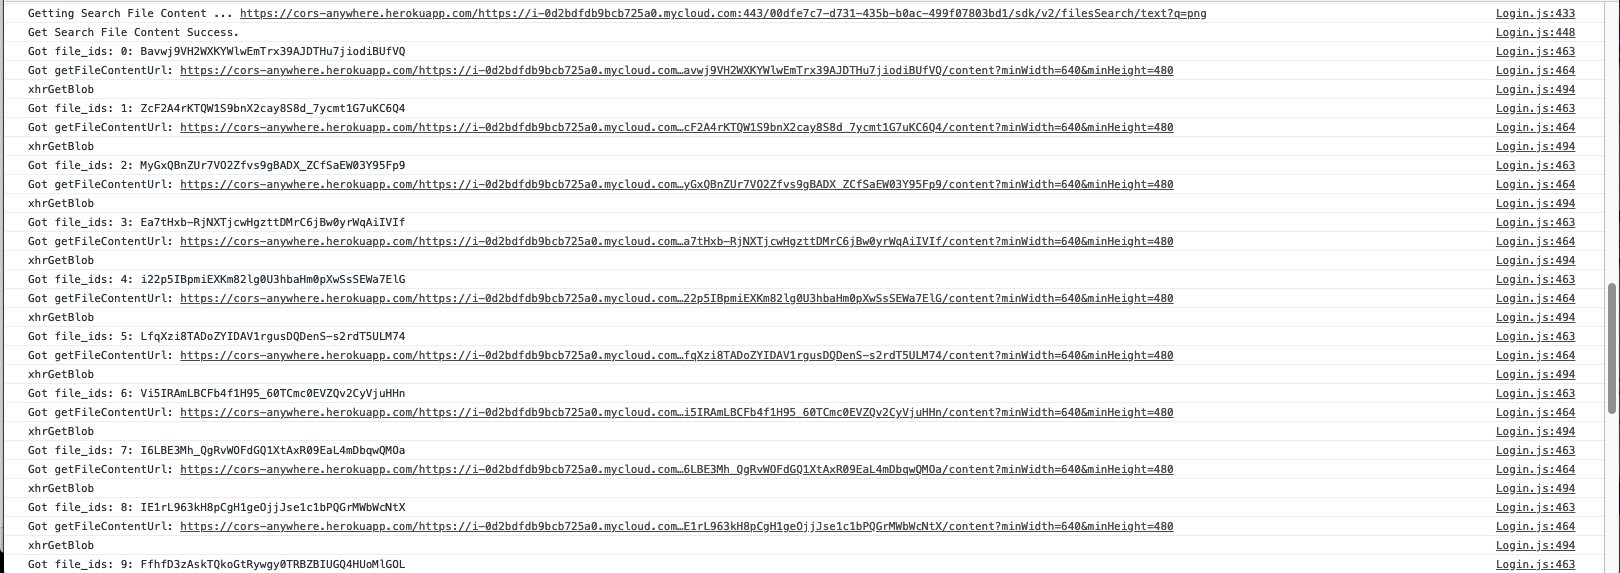 Getting Search File Content ... https://cors-anywhere.herokuapp.com/https://i-0d2bdfdb9bcb725a0.mycloud.com:443/00dfe7c7-d731-435b-b0ac-499f07803bd1/sdk/v2/filesSearch/text?q=png Login.js:433
Get Search File Content Success. Login.js:448
Got file_ids: 0: Bavwj9VH2WXKYWlwEmTrx39AJDTHu7jiodiBUfVQ Login.js:463
Got getFileContentUrl: https://cors-anywhere.herokuapp.com/https://i-0d2bdfdb9bcb725a0.mycloud.com…avwj9VH2WXKYWlwEmTrx39AJDTHu7jiodiBUfVQ/content?minWidth=640&minHeight=480 Login.js:464
xhrGetBlob Login.js:494
Got file_ids: 1: ZcF2A4rKTQW1S9bnX2cay8S8d_7ycmt1G7uKC6Q4 Login.js:463
Got getFileContentUrl: https://cors-anywhere.herokuapp.com/https://i-0d2bdfdb9bcb725a0.mycloud.com…cF2A4rKTQW1S9bnX2cay8S8d_7ycmt1G7uKC6Q4/content?minWidth=640&minHeight=480 Login.js:464
xhrGetBlob Login.js:494
Got file_ids: 2: MyGxQBnZUr7VO2Zfvs9gBADX_ZCfSaEW03Y95Fp9 Login.js:463
Got getFileContentUrl: https://cors-anywhere.herokuapp.com/https://i-0d2bdfdb9bcb725a0.mycloud.com…yGxQBnZUr7VO2Zfvs9gBADX_ZCfSaEW03Y95Fp9/content?minWidth=640&minHeight=480 Login.js:464
xhrGetBlob Login.js:494
Got file_ids: 3: Ea7tHxb-RjNXTjcwHgzttDMrC6jBw0yrWqAiIVIf Login.js:463
Got getFileContentUrl: https://cors-anywhere.herokuapp.com/https://i-0d2bdfdb9bcb725a0.mycloud.com…a7tHxb-RjNXTjcwHgzttDMrC6jBw0yrWqAiIVIf/content?minWidth=640&minHeight=480 Login.js:464
xhrGetBlob Login.js:494
Got file_ids: 4: i22p5IBpmiEXKm82lg0U3hbaHm0pXwSsSEWa7ElG Login.js:463
Got getFileContentUrl: https://cors-anywhere.herokuapp.com/https://i-0d2bdfdb9bcb725a0.mycloud.com…22p5IBpmiEXKm82lg0U3hbaHm0pXwSsSEWa7ElG/content?minWidth=640&minHeight=480 Login.js:464
xhrGetBlob Login.js:494
Got file_ids: 5: LfqXzi8TADoZYIDAV1rgusDQDenS-s2rdT5ULM74 Login.js:463
Got getFileContentUrl: https://cors-anywhere.herokuapp.com/https://i-0d2bdfdb9bcb725a0.mycloud.com…fqXzi8TADoZYIDAV1rgusDQDenS-s2rdT5ULM74/content?minWidth=640&minHeight=480 Login.js:464
xhrGetBlob Login.js:494
Got file_ids: 6: Vi5IRAmLBCFb4f1H95_60TCmc0EVZQv2CyVjuHHn Login.js:463
Got getFileContentUrl: https://cors-anywhere.herokuapp.com/https://i-0d2bdfdb9bcb725a0.mycloud.com…i5IRAmLBCFb4f1H95_60TCmc0EVZQv2CyVjuHHn/content?minWidth=640&minHeight=480 Login.js:464
xhrGetBlob Login.js:494
Got file_ids: 7: I6LBE3Mh_QgRvWOFdGQ1XtAxR09EaL4mDbqwQMOa Login.js:463
Got getFileContentUrl: https://cors-anywhere.herokuapp.com/https://i-0d2bdfdb9bcb725a0.mycloud.com…6LBE3Mh_QgRvWOFdGQ1XtAxR09EaL4mDbqwQMOa/content?minWidth=640&minHeight=480 Login.js:464
xhrGetBlob Login.js:494
Got file_ids: 8: IE1rL963kH8pCgH1geOjjJse1c1bPQGrMWbWcNtX Login.js:463
Got getFileContentUrl: https://cors-anywhere.herokuapp.com/https://i-0d2bdfdb9bcb725a0.mycloud.com…E1rL963kH8pCgH1geOjjJse1c1bPQGrMWbWcNtX/content?minWidth=640&minHeight=480 Login.js:464
xhrGetBlob Login.js:494
Got file_ids: 9: FfhfD3zAskTQkoGtRywgy0TRBZBIUGQ4HUoMlGOL Login.js:463